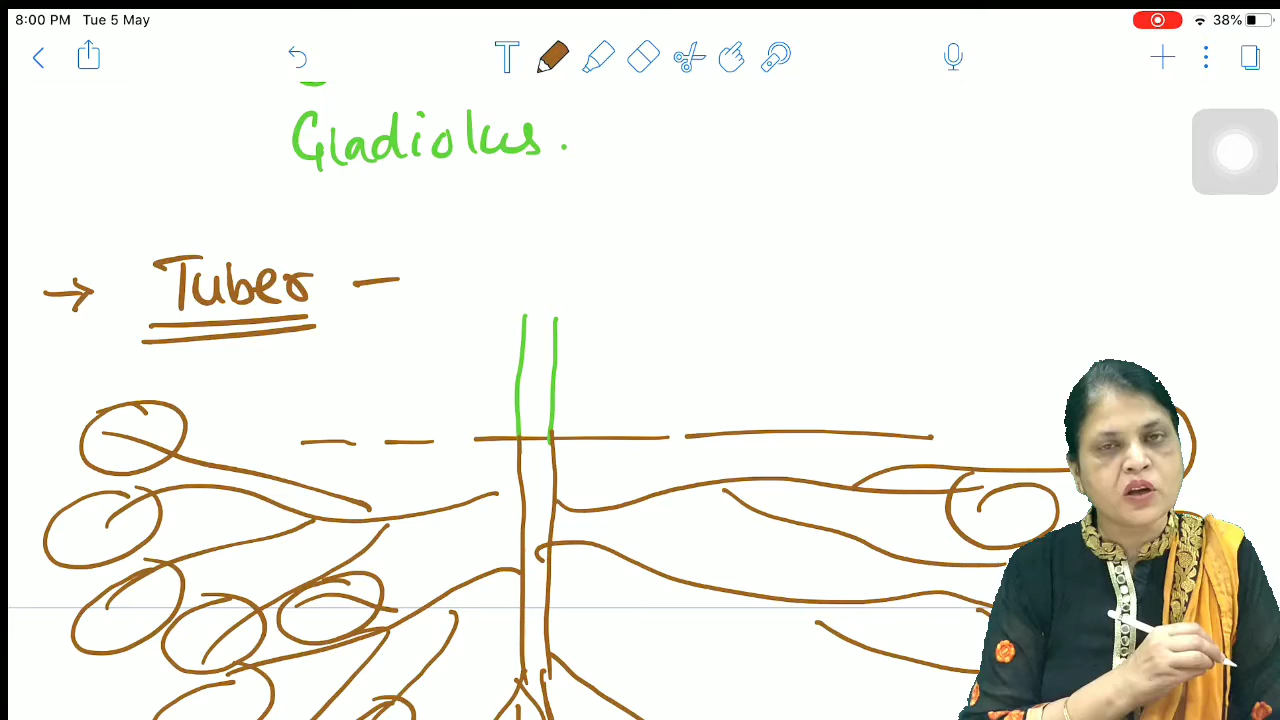 8:00 PM Tue 5 May
38%
T
Gladiolus.
→ Tuber –